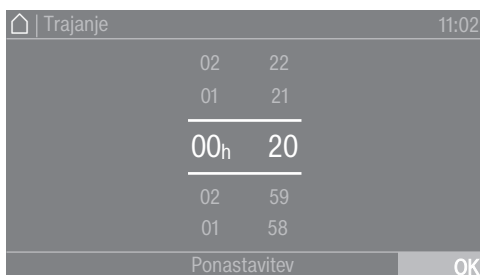 | Trajanje 11:02
02 22
01 21
00h 20
02 59
01 58
Ponastavitev OK